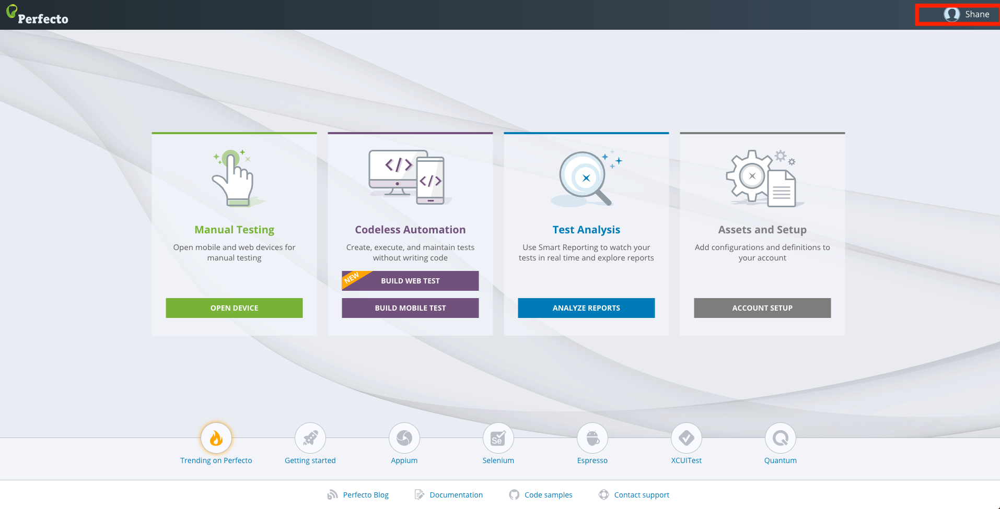 Perfecto
Shane
Manual Testing
Open mobile and web devices for
manual testing
OPEN DEVICE
Codeless Automation
Create, execute, and maintain tests
without writing code
NEW
BUILD WEB TEST
BUILD MOBILE TEST
Test Analysis
Use Smart Reporting to watch your
tests in real time and explore reports
ANALYZE REPORTS
Assets and Setup
Add configurations and definitions to
your account
ACCOUNT SETUP
Trending on Perfecto
Getting started
Appium
Se
Selenium
Espresso
XCUITest
Quantum
Perfecto Blog
Documentation
Code samples
Contact support